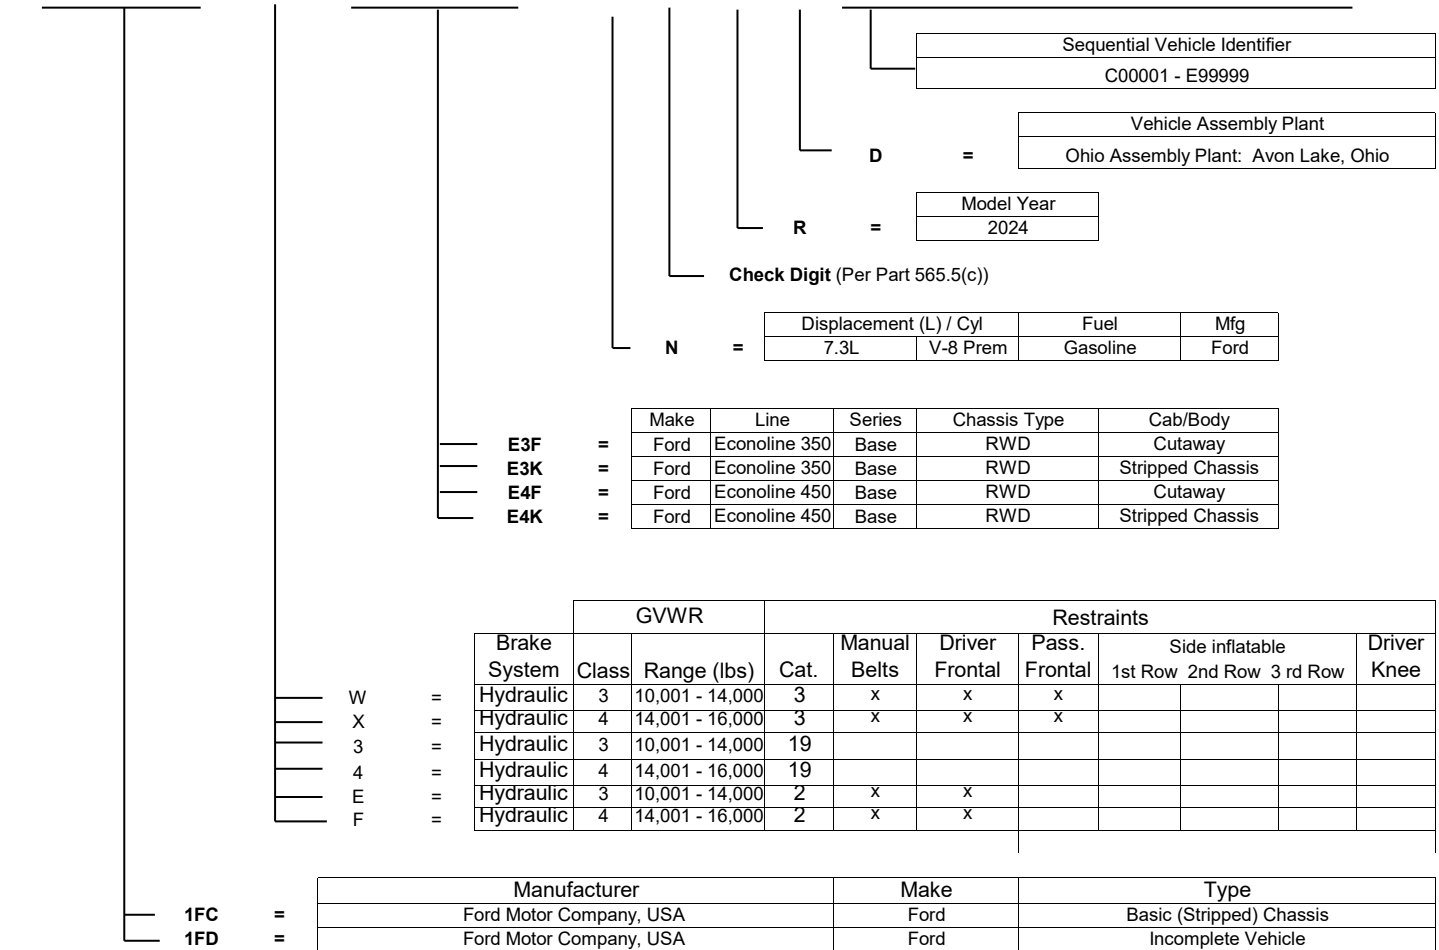 Sequential Vehicle Identifier
C00001 - E99999
Vehicle Assembly Plant
D = Ohio Assembly Plant: Avon Lake, Ohio
Model Year
R = 2024
Check Digit (Per Part 565.5(c))
Displacement (L) / Cyl Fuel Mfg
N = 7.3L V-8 Prem Gasoline Ford
Make Line Series Chassis Type Cab/Body
E3F = Ford Econoline 350 Base RWD Cutaway
E3K = Ford Econoline 350 Base RWD Stripped Chassis
E4F = Ford Econoline 450 Base RWD Cutaway
E4K = Ford Econoline 450 Base RWD Stripped Chassis
GVWR Restraints
Brake Manual Driver Pass. Side inflatable Driver
System Class Range (lbs) Cat. Belts Frontal Frontal 1st Row 2nd Row 3 rd Row Knee
W = Hydraulic 3 10,001 - 14,000 3 x x x
X = Hydraulic 4 14,001 - 16,000 3 x x x
3 = Hydraulic 3 10,001 - 14,000 19
4 = Hydraulic 4 14,001 - 16,000 19
E = Hydraulic 3 10,001 - 14,000 2 x x
F = Hydraulic 4 14,001 - 16,000 2 x x
Manufacturer Make Type
1FC = Ford Motor Company, USA Ford Basic (Stripped) Chassis
1FD = Ford Motor Company, USA Ford Incomplete Vehicle